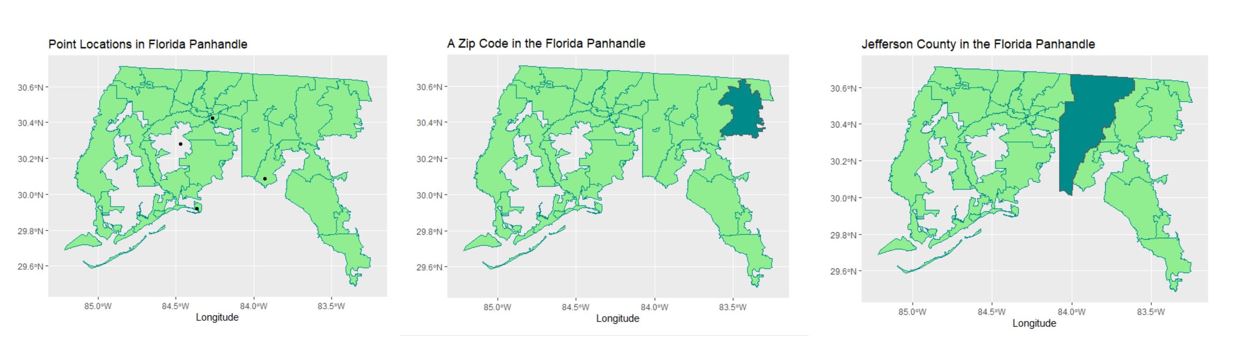 Point Locations in Florida Panhandle
30.6°N
30.4°N
30.2°N
30.0°N
29.8°N
29.6°N
85.0°W 84.5°W 84.0°W 83.5°W
Longitude
A Zip Code in the Florida Panhandle
30.6°N
30.4°N
30.2°N
30.0°N
29.8°N
29.6°N
85.0°W 84.5°W 84.0°W 83.5°W
Longitude
Jefferson County in the Florida Panhandle
30.6°N
30.4°N
30.2°N
30.0°N
29.8°N
29.6°N
85.0°W 84.5°W 84.0°W 83.5°W
Longitude